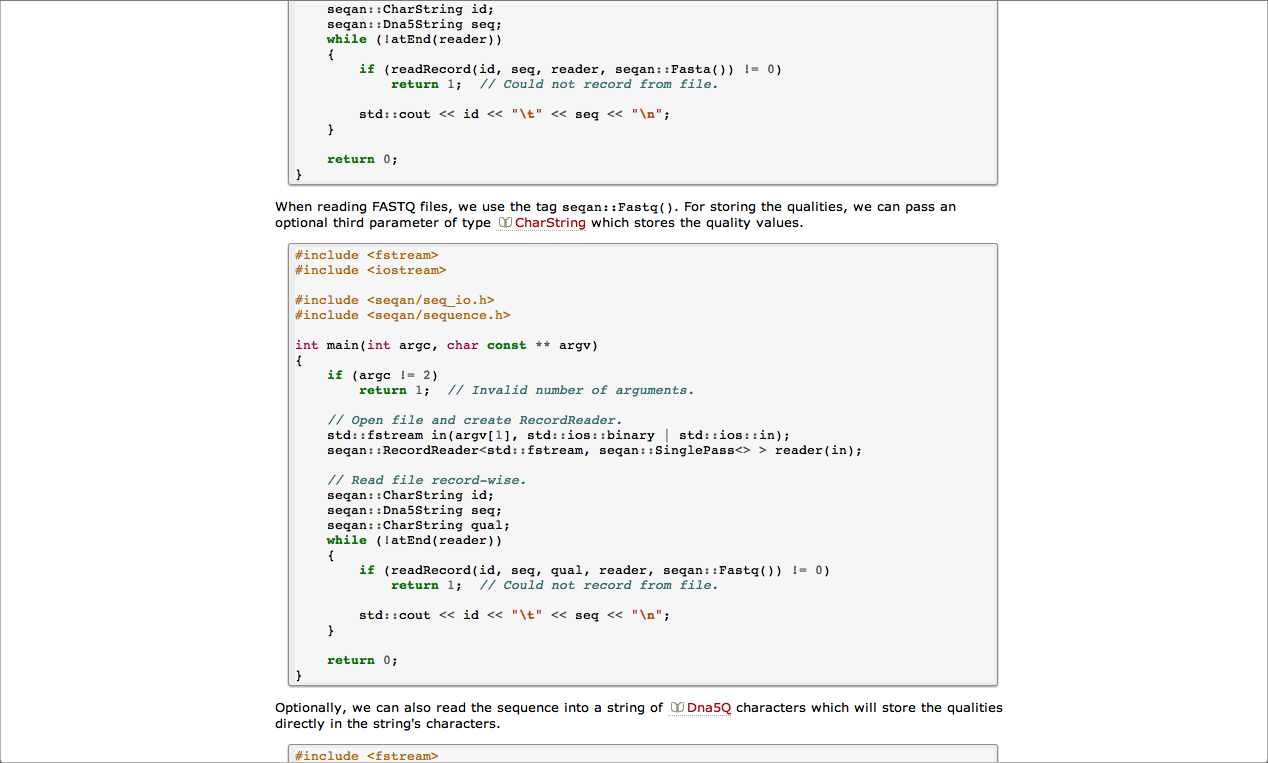 seqan::CharString id;
    seqan::Dna5String seq;
    while (!atEnd(reader))
    {
        if (readRecord(id, seq, reader, seqan::Fasta()) != 0)
            return 1;  // Could not record from file.

        std::cout << id << "\t" << seq << "\n";
    }

    return 0;
}
When reading FASTQ files, we use the tag seqan::Fastq(). For storing the qualities, we can pass an
optional third parameter of type CharString which stores the quality values.
#include <fstream>
#include <iostream>

#include <seqan/seq_io.h>
#include <seqan/sequence.h>

int main(int argc, char const ** argv)
{
    if (argc != 2)
        return 1;  // Invalid number of arguments.

    // Open file and create RecordReader.
    std::fstream in(argv[1], std::ios::binary | std::ios::in);
    seqan::RecordReader<std::fstream, seqan::SinglePass<> > reader(in);

    // Read file record-wise.
    seqan::CharString id;
    seqan::Dna5String seq;
    seqan::CharString qual;
    while (!atEnd(reader))
    {
        if (readRecord(id, seq, qual, reader, seqan::Fastq()) != 0)
            return 1;  // Could not record from file.

        std::cout << id << "\t" << seq << "\n";
    }

    return 0;
}
Optionally, we can also read the sequence into a string of Dna5Q characters which will store the qualities
directly in the string's characters.
#include <fstream>